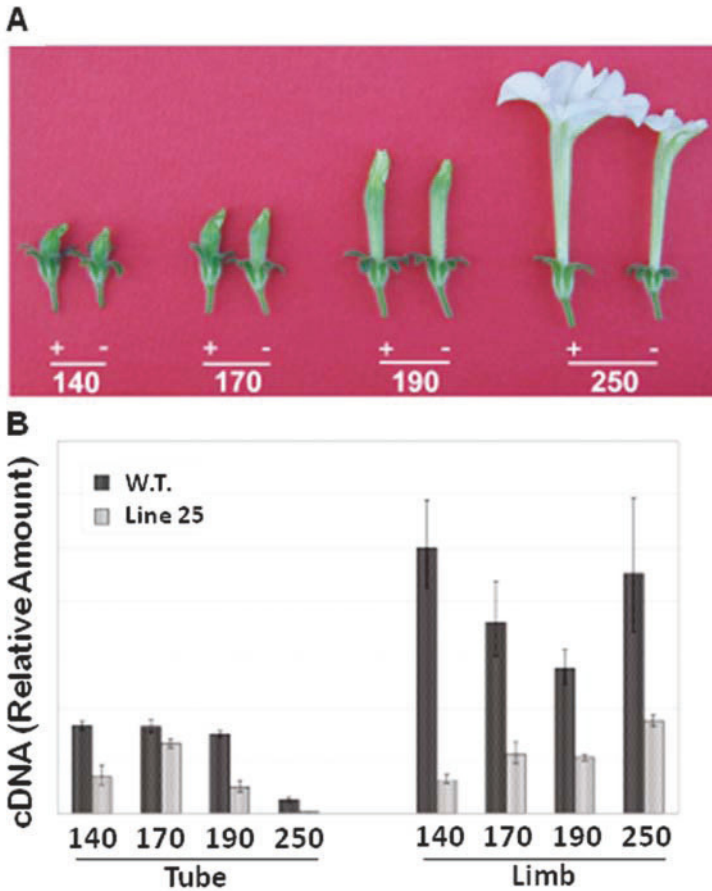 A
+ - + - + - + -
140 170 190 250
B
cDNA (Relative Amount)
W.T.
Line 25
140 170 190 250 140 170 190 250
Tube Limb